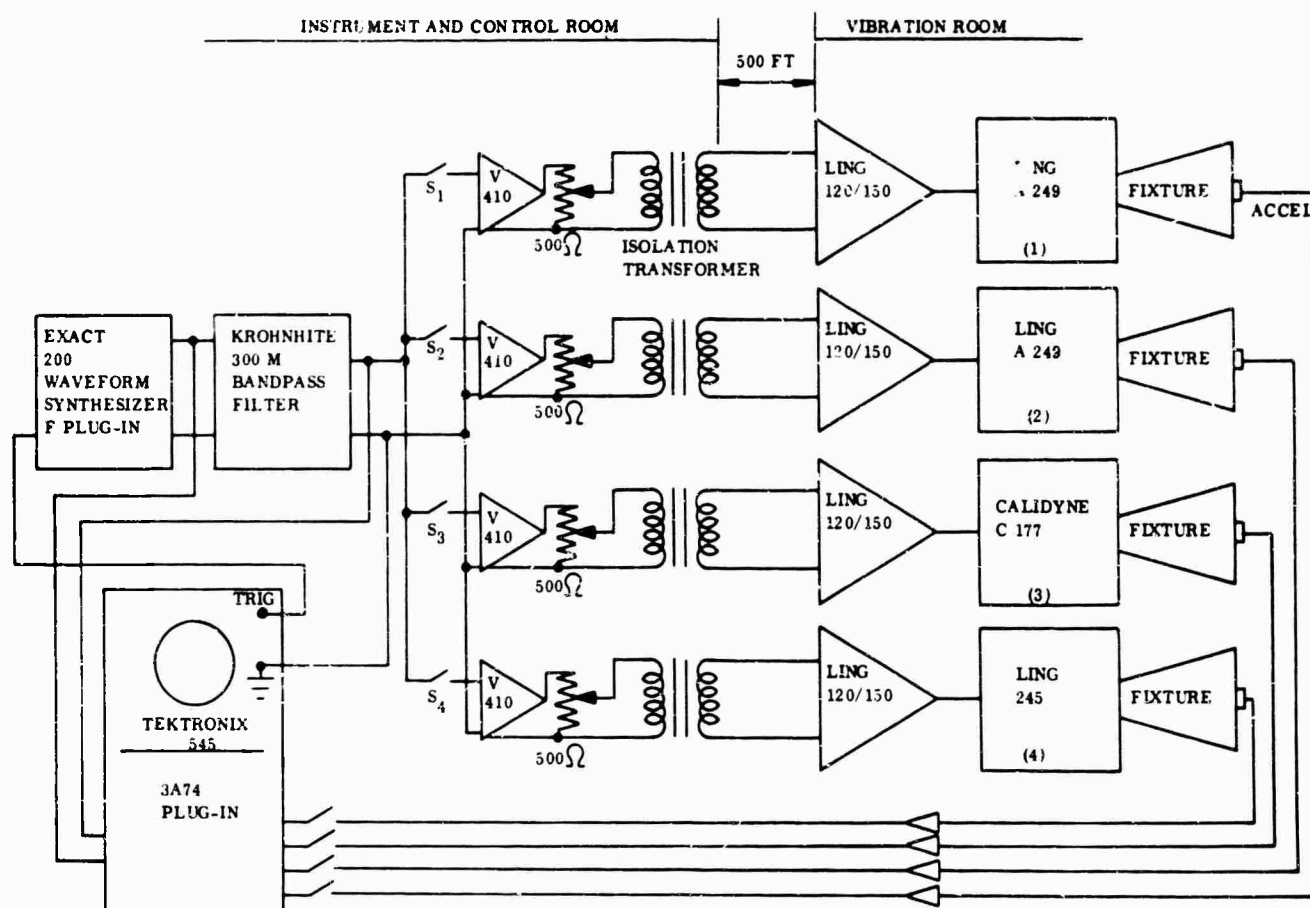 INSTRUMENT AND CONTROL ROOM
VIBRATION ROOM
500 FT
S1
V
410
500Ω
ISOLATION
TRANSFORMER
LING
120/150
249
(1)
FIXTURE
ACCEL
EXACT
200
WAVEFORM
SYNTHESIZER
F PLUG-IN
KROHNHITE
300 M
BANDPASS
FILTER
S2
V
410
500Ω
LING
120/150
LING
A 249
(2)
FIXTURE
S3
V
410
500Ω
LING
120/150
CALIDYNE
C 177
(3)
FIXTURE
S4
V
410
500Ω
LING
120/150
LING
245
(4)
FIXTURE
TRIG
TEKTRONIX
545
3A74
PLUG-IN